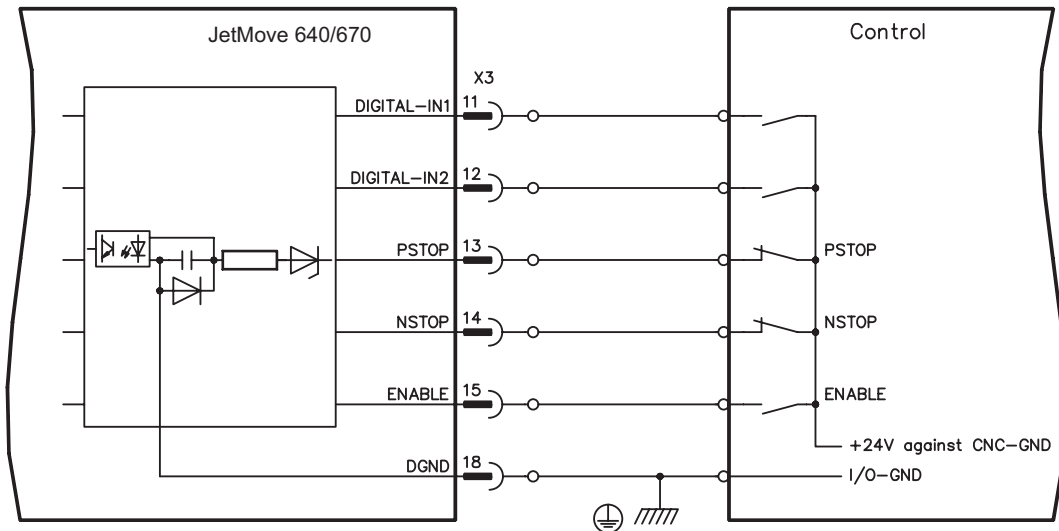 JetMove 640/670
Control
X3
DIGITAL-IN1 11
DIGITAL-IN2 12
PSTOP 13 PSTOP
NSTOP 14 NSTOP
ENABLE 15 ENABLE
+24V against CNC-GND
DGND 18 I/O-GND